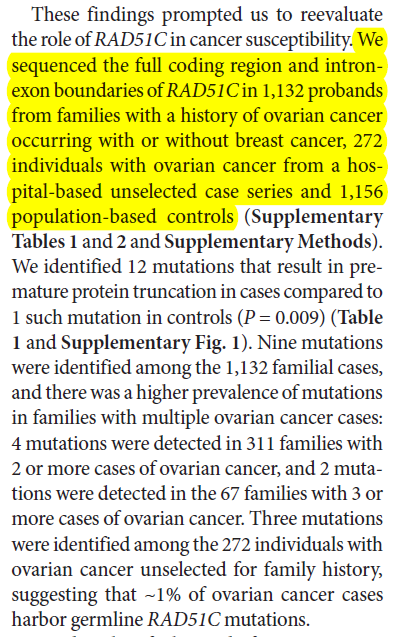 These findings prompted us to reevaluate
the role of RAD51C in cancer susceptibility. We
sequenced the full coding region and intron-
exon boundaries of RAD51C in 1,132 probands
from families with a history of ovarian cancer
occurring with or without breast cancer, 272
individuals with ovarian cancer from a hos-
pital-based unselected case series and 1,156
population-based controls (Supplementary
Tables 1 and 2 and Supplementary Methods).
We identified 12 mutations that result in pre-
mature protein truncation in cases compared to
1 such mutation in controls (P = 0.009) (Table
1 and Supplementary Fig. 1). Nine mutations
were identified among the 1,132 familial cases,
and there was a higher prevalence of mutations
in families with multiple ovarian cancer cases:
4 mutations were detected in 311 families with
2 or more cases of ovarian cancer, and 2 muta-
tions were detected in the 67 families with 3 or
more cases of ovarian cancer. Three mutations
were identified among the 272 individuals with
ovarian cancer unselected for family history,
suggesting that ~1% of ovarian cancer cases
harbor germline RAD51C mutations.